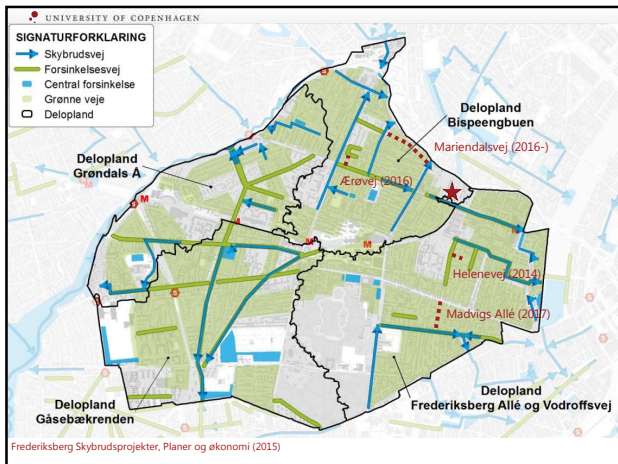 UNIVERSITY OF COPENHAGEN
SIGNATURFORKLARING
Skybrudsvej
Forsinkelsesvej
Central forsinkelse
Grønne veje
Delopland
Delopland
Bispeengbuen
Mariendalsvej (2016-)
Delopland
Grøndals Å
Ærøvej (2016)
M
M
M
M
Helenevej (2014)
Madvigs Allé (2017)
Delopland
Gåsebækrenden
Delopland
Frederiksberg Allé og Vodroffsvej
Frederiksberg Skybrudsprojekter, Planer og økonomi (2015)